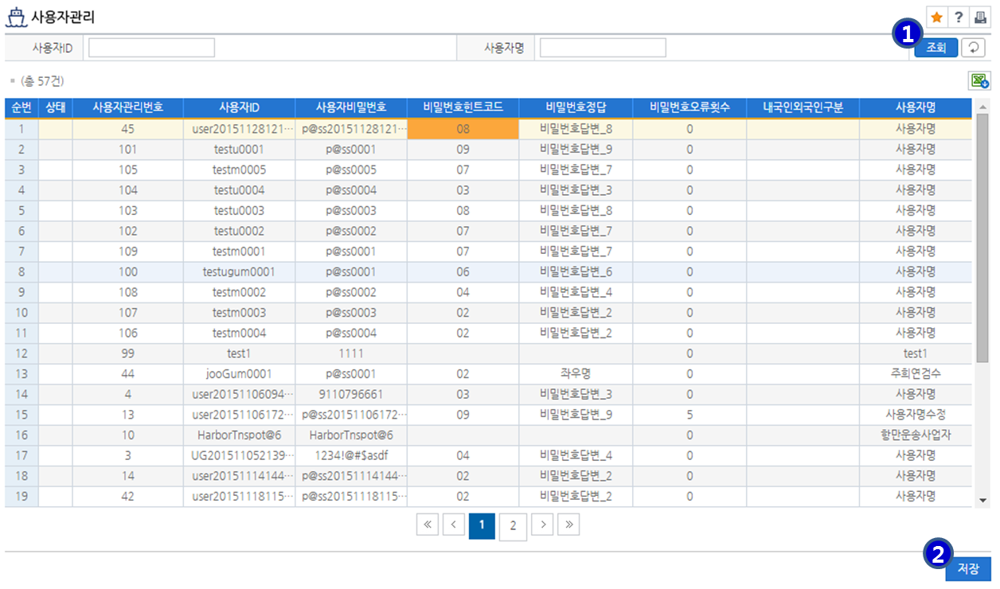 사용자관리
?
1
사용자ID 사용자명 조회
(총 57건)
순번 상태 사용자관리번호 사용자ID 사용자비밀번호 비밀번호힌트코드 비밀번호정답 비밀번호오류횟수 내국인외국인구분 사용자명
1 45 user20151128121... p@ss20151128121... 08 비밀번호답변_8 0 사용자명
2 101 testu0001 p@ss0001 09 비밀번호답변_9 0 사용자명
3 105 testm0005 p@ss0005 07 비밀번호답변_7 0 사용자명
4 104 testu0004 p@ss0004 03 비밀번호답변_3 0 사용자명
5 103 testu0003 p@ss0003 08 비밀번호답변_8 0 사용자명
6 102 testu0002 p@ss0002 07 비밀번호답변_7 0 사용자명
7 109 testm0001 p@ss0001 07 비밀번호답변_7 0 사용자명
8 100 testugum0001 p@ss0001 06 비밀번호답변_6 0 사용자명
9 108 testm0002 p@ss0002 04 비밀번호답변_4 0 사용자명
10 107 testm0003 p@ss0003 02 비밀번호답변_2 0 사용자명
11 106 testm0004 p@ss0004 02 비밀번호답변_2 0 사용자명
12 99 test1 1111 0 test1
13 44 jooGum0001 p@ss0001 02 좌우명 0 주희연검수
14 4 user20151106094... 9110796661 03 비밀번호답변_3 0 사용자명
15 13 user20151106172... p@ss20151106172... 09 비밀번호답변_9 5 사용자명수정
16 10 HarborTnspot@6 HarborTnspot@6 0 항만운송사업자
17 3 UG201511052139... 1234!@#$asdf 04 비밀번호답변_4 0 사용자명
18 14 user20151114144... p@ss20151114144... 02 비밀번호답변_2 0 사용자명
19 42 user20151118115... p@ss20151118115... 02 비밀번호답변_2 0 사용자명
« ‹ 1 2 › »
2
저장